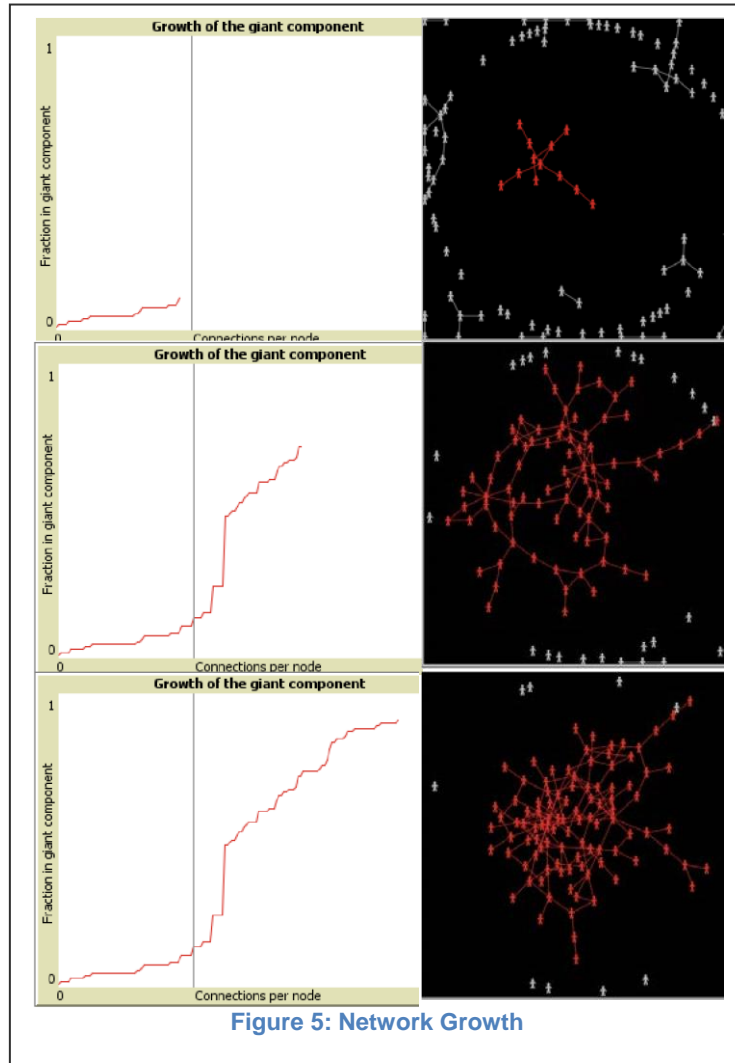 Growth of the giant component
1
Fraction in giant component
0
0
Connections per node
Growth of the giant component
1
Fraction in giant component
0
0
Connections per node
Growth of the giant component
1
Fraction in giant component
0
0
Connections per node
Figure 5: Network Growth